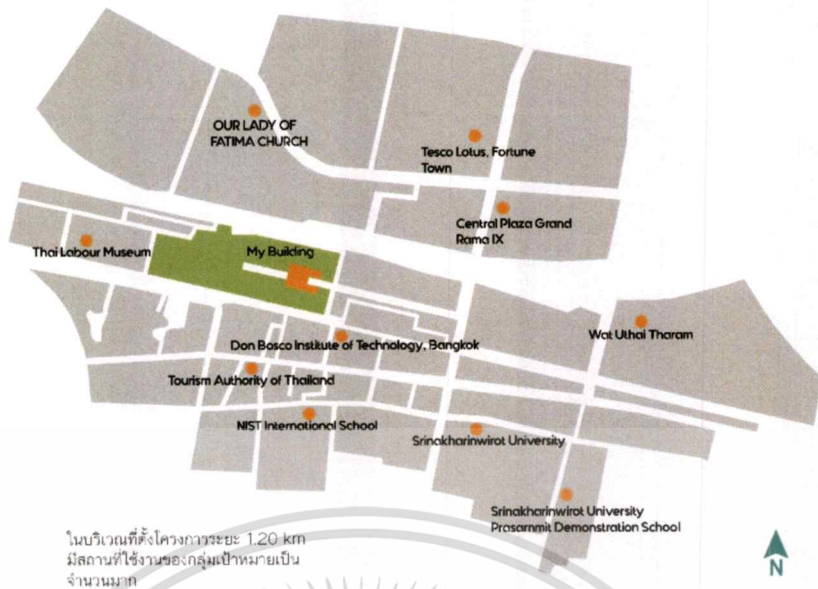 OUR LADY OF
FATIMA CHURCH
Tesco Lotus, Fortune
Town
Central Plaza Grand
Rama IX
Thai Labour Museum
My Building
Wat Uthai Tharam
Don Bosco Institute of Technology, Bangkok
Tourism Authority of Thailand
NIST International School
Srinakharinwirot University
Srinakharinwirot University
Prasarnmit Demonstration School
ในบริเวณที่ตั้งโครงการระยะ 1.20 km
มีสถานที่ใช้งานของกลุ่มเป้าหมายเป็น
จำนวนมาก
N